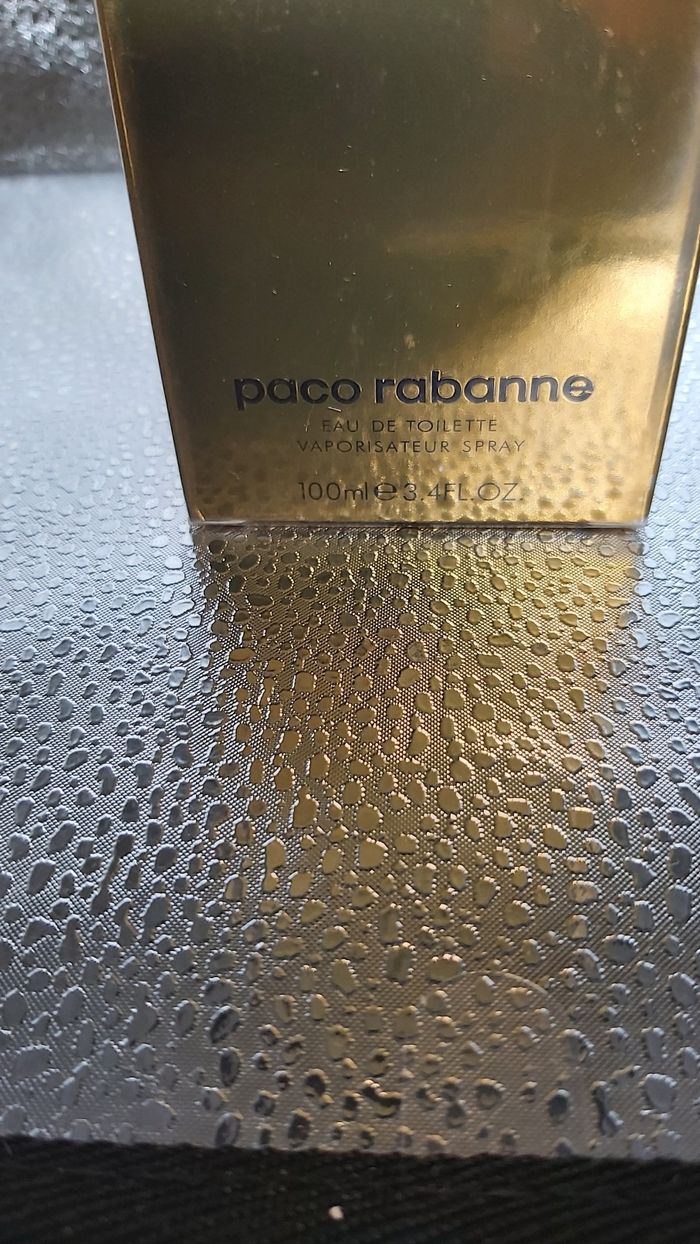 paco rabanne
EAU DE TOILETTE
VAPORISATEUR SPRAY
100ml ℮ 3.4FL.OZ.